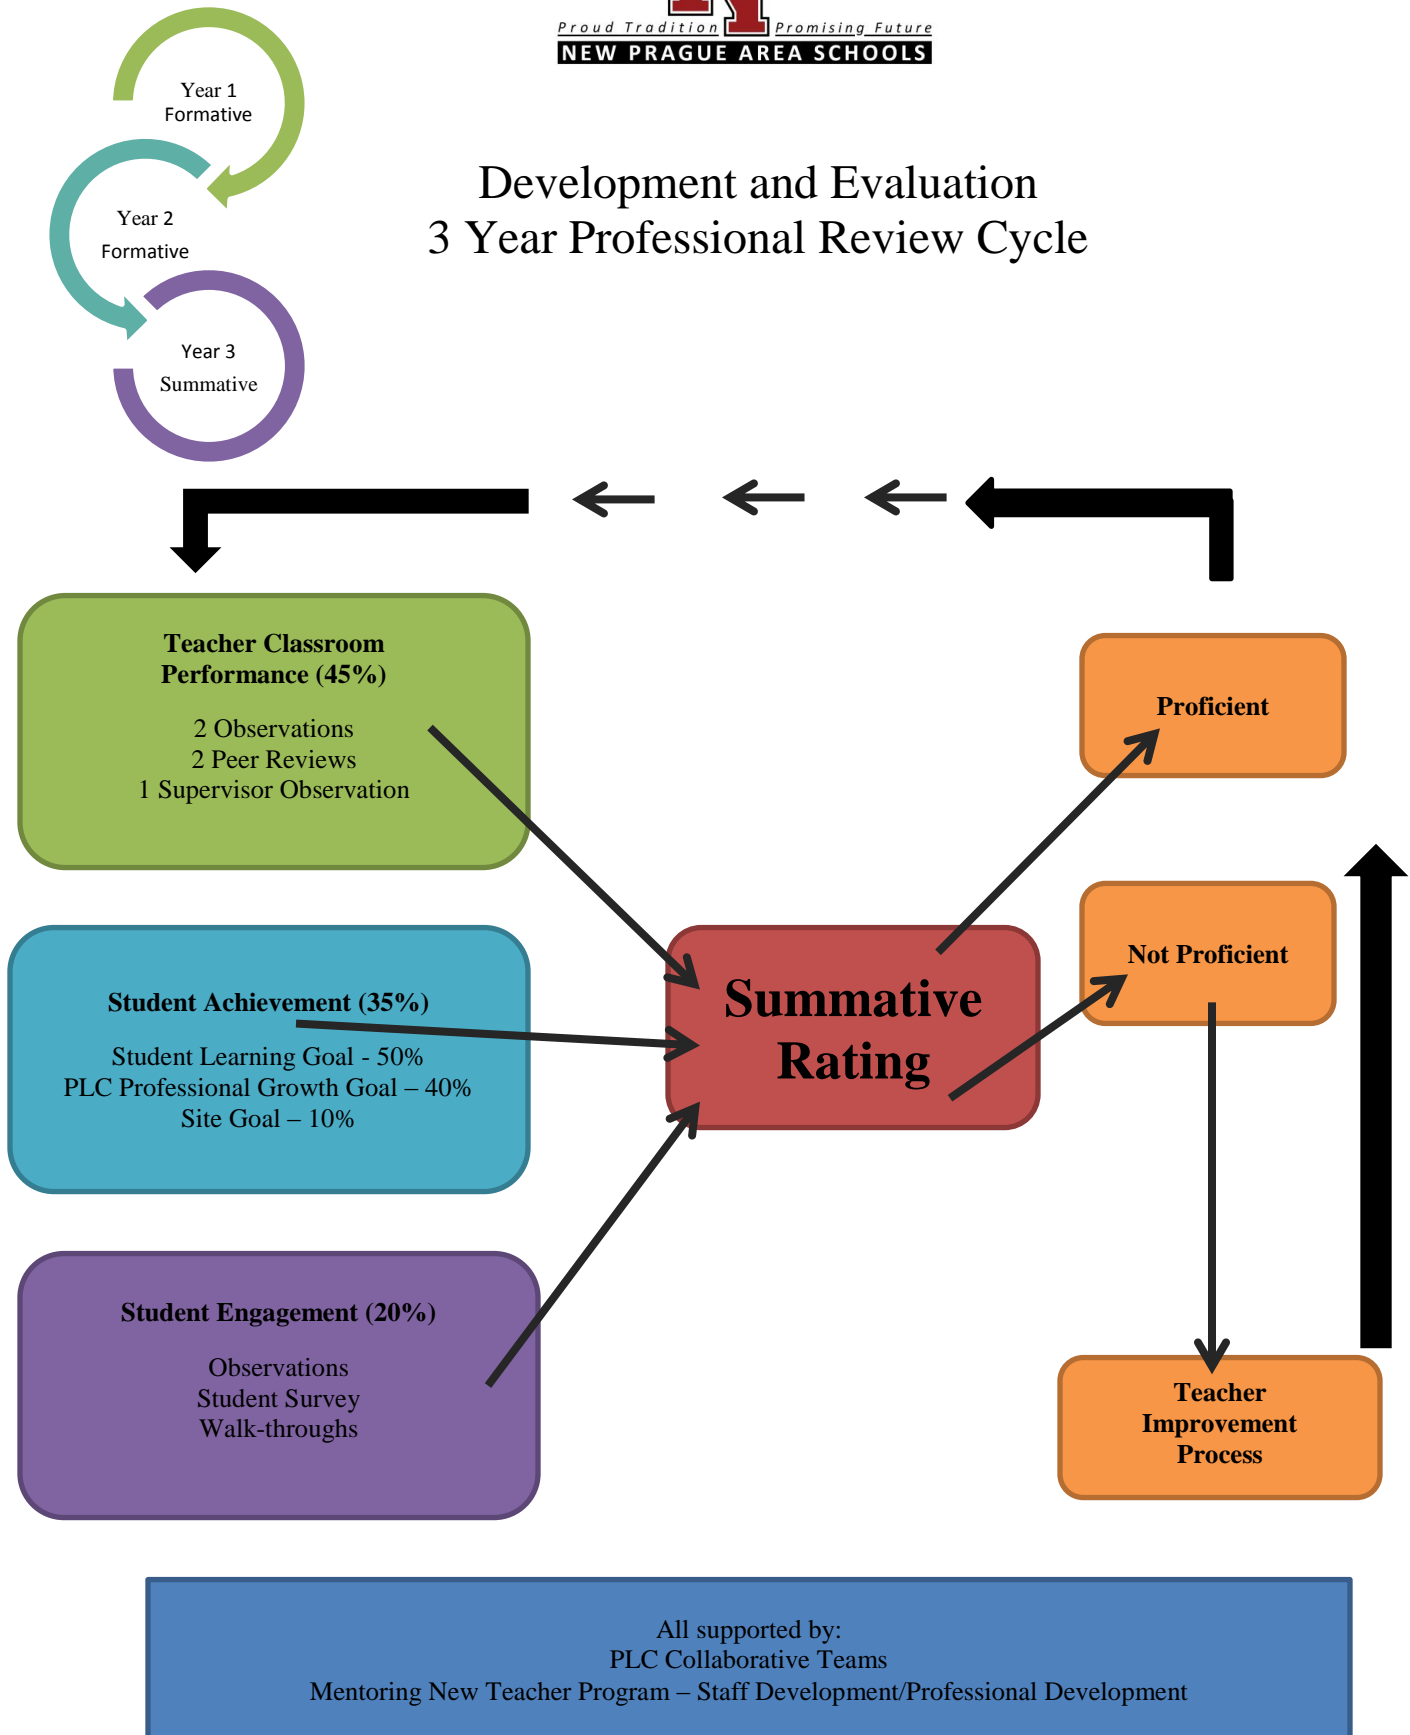 Proud Tradition Promising Future
NEW PRAGUE AREA SCHOOLS
Year 1
Formative
Year 2
Formative
Year 3
Summative
Development and Evaluation
3 Year Professional Review Cycle
Teacher Classroom
Performance (45%)
2 Observations
2 Peer Reviews
1 Supervisor Observation
Student Achievement (35%)
Student Learning Goal - 50%
PLC Professional Growth Goal – 40%
Site Goal – 10%
Student Engagement (20%)
Observations
Student Survey
Walk-throughs
Summative
Rating
Proficient
Not Proficient
Teacher
Improvement
Process
All supported by:
PLC Collaborative Teams
Mentoring New Teacher Program – Staff Development/Professional Development